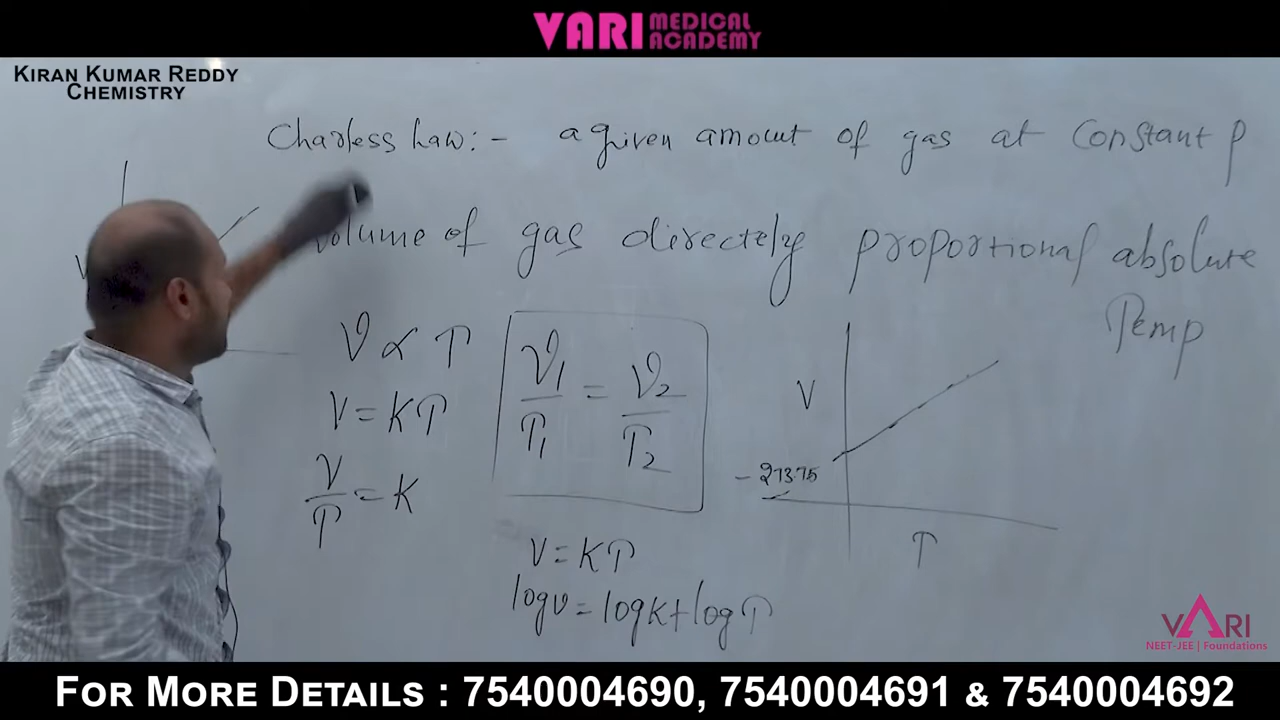 VARI MEDICAL ACADEMY
KIRAN KUMAR REDDY
CHEMISTRY
Charless Law:- a given amount of gas at Constant P
Volume of gas directely proportional absolute
Temp
V ∝ T
V = KT
V/T = K
V1/T1 = V2/T2
V
- 273.15
T
V = KT
logv = logK + log T
V
VARI
NEET-JEE | Foundations
FOR MORE DETAILS : 7540004690, 7540004691 & 7540004692